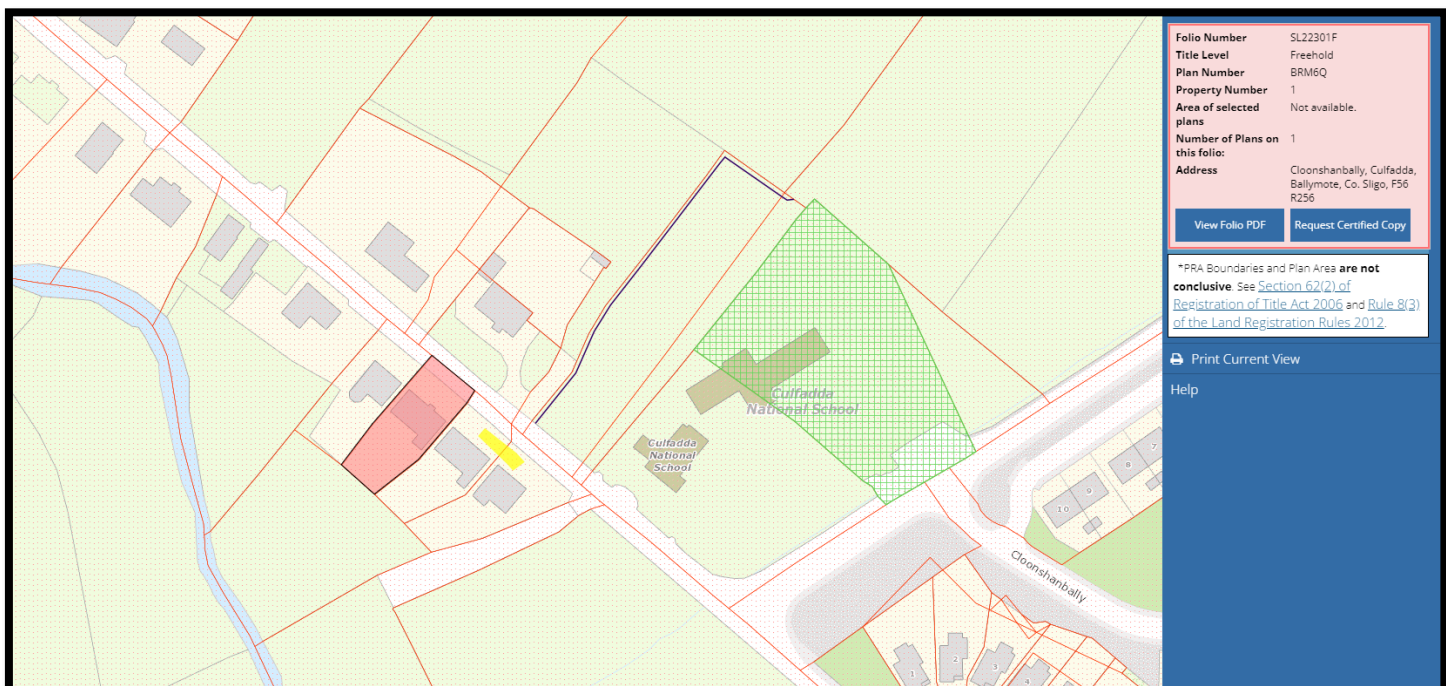 Folio Number SL22301F
Title Level Freehold
Plan Number BRM6Q
Property Number 1
Area of selected Not available.
plans
Number of Plans on 1
this folio:
Address Cloonshanbally, Culfadda,
Ballymote, Co. Sligo, F56
R256
View Folio PDF Request Certified Copy
*PRA Boundaries and Plan Area are not
conclusive. See Section 62(2) of
Registration of Title Act 2006 and Rule 8(3)
of the Land Registration Rules 2012.
Print Current View
Help
Culfadda
National School
Culfadda
National
School
7
8
9
10
Cloonshanbally
1
2
3
4